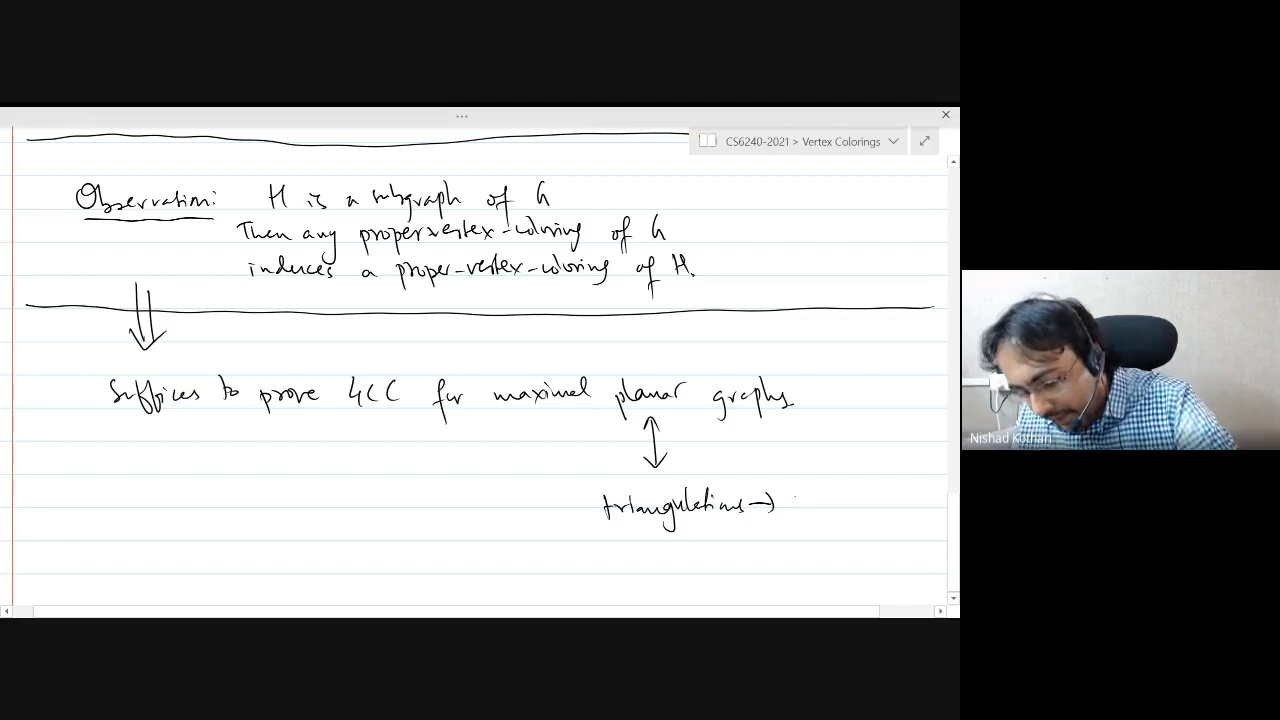 CS6240-2021 > Vertex Colorings
Observation: H is a subgraph of G
Then any proper-vertex-coloring of G
induces a proper-vertex-coloring of H.
Suffices to prove 4CC for maximal planar graphs
triangulations →
Nishad Kothari